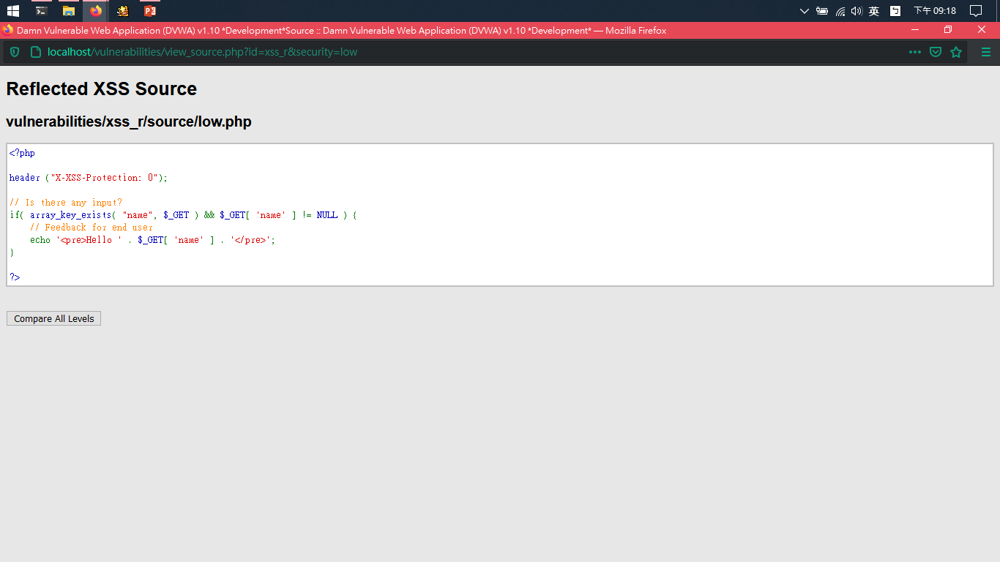 英 ㄅ 下午 09:18
Damn Vulnerable Web Application (DVWA) v1.10 *Development*Source :: Damn Vulnerable Web Application (DVWA) v1.10 *Development* — Mozilla Firefox
localhost/vulnerabilities/view_source.php?id=xss_r&security=low
Reflected XSS Source
vulnerabilities/xss_r/source/low.php
<?php
header ("X-XSS-Protection: 0");
// Is there any input?
if( array_key_exists( "name", $_GET ) && $_GET[ 'name' ] != NULL ) {
    // Feedback for end user
    echo '<pre>Hello ' . $_GET[ 'name' ] . '</pre>';
}
?>
Compare All Levels